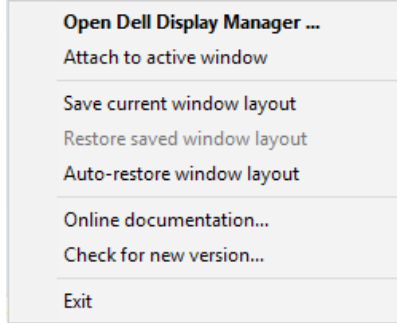 Open Dell Display Manager ...
Attach to active window
Save current window layout
Restore saved window layout
Auto-restore window layout
Online documentation...
Check for new version...
Exit